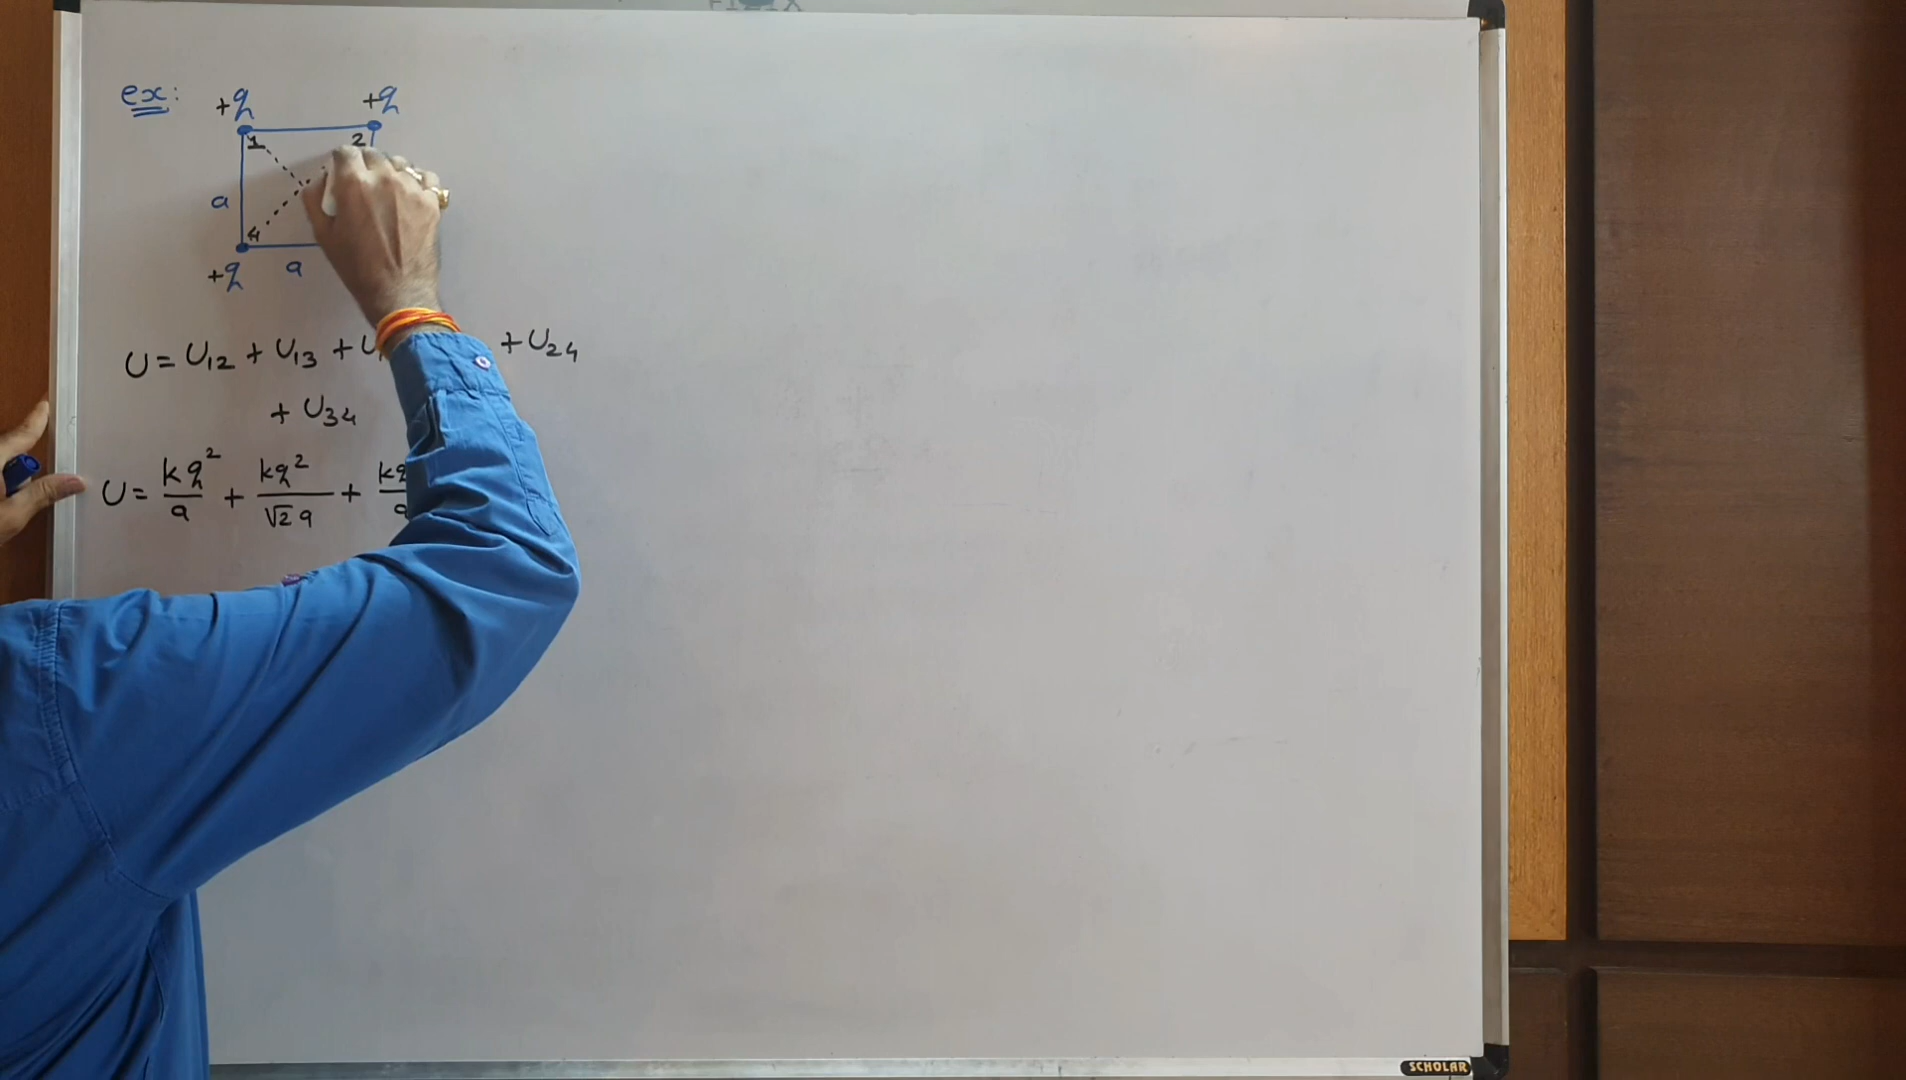 ex:
+q +q
1 2
a
4
+q a
U = U12 + U13 + U + U24
+ U34
U = kq²/a + kq²/√2a + kq/a
SCHOLAR